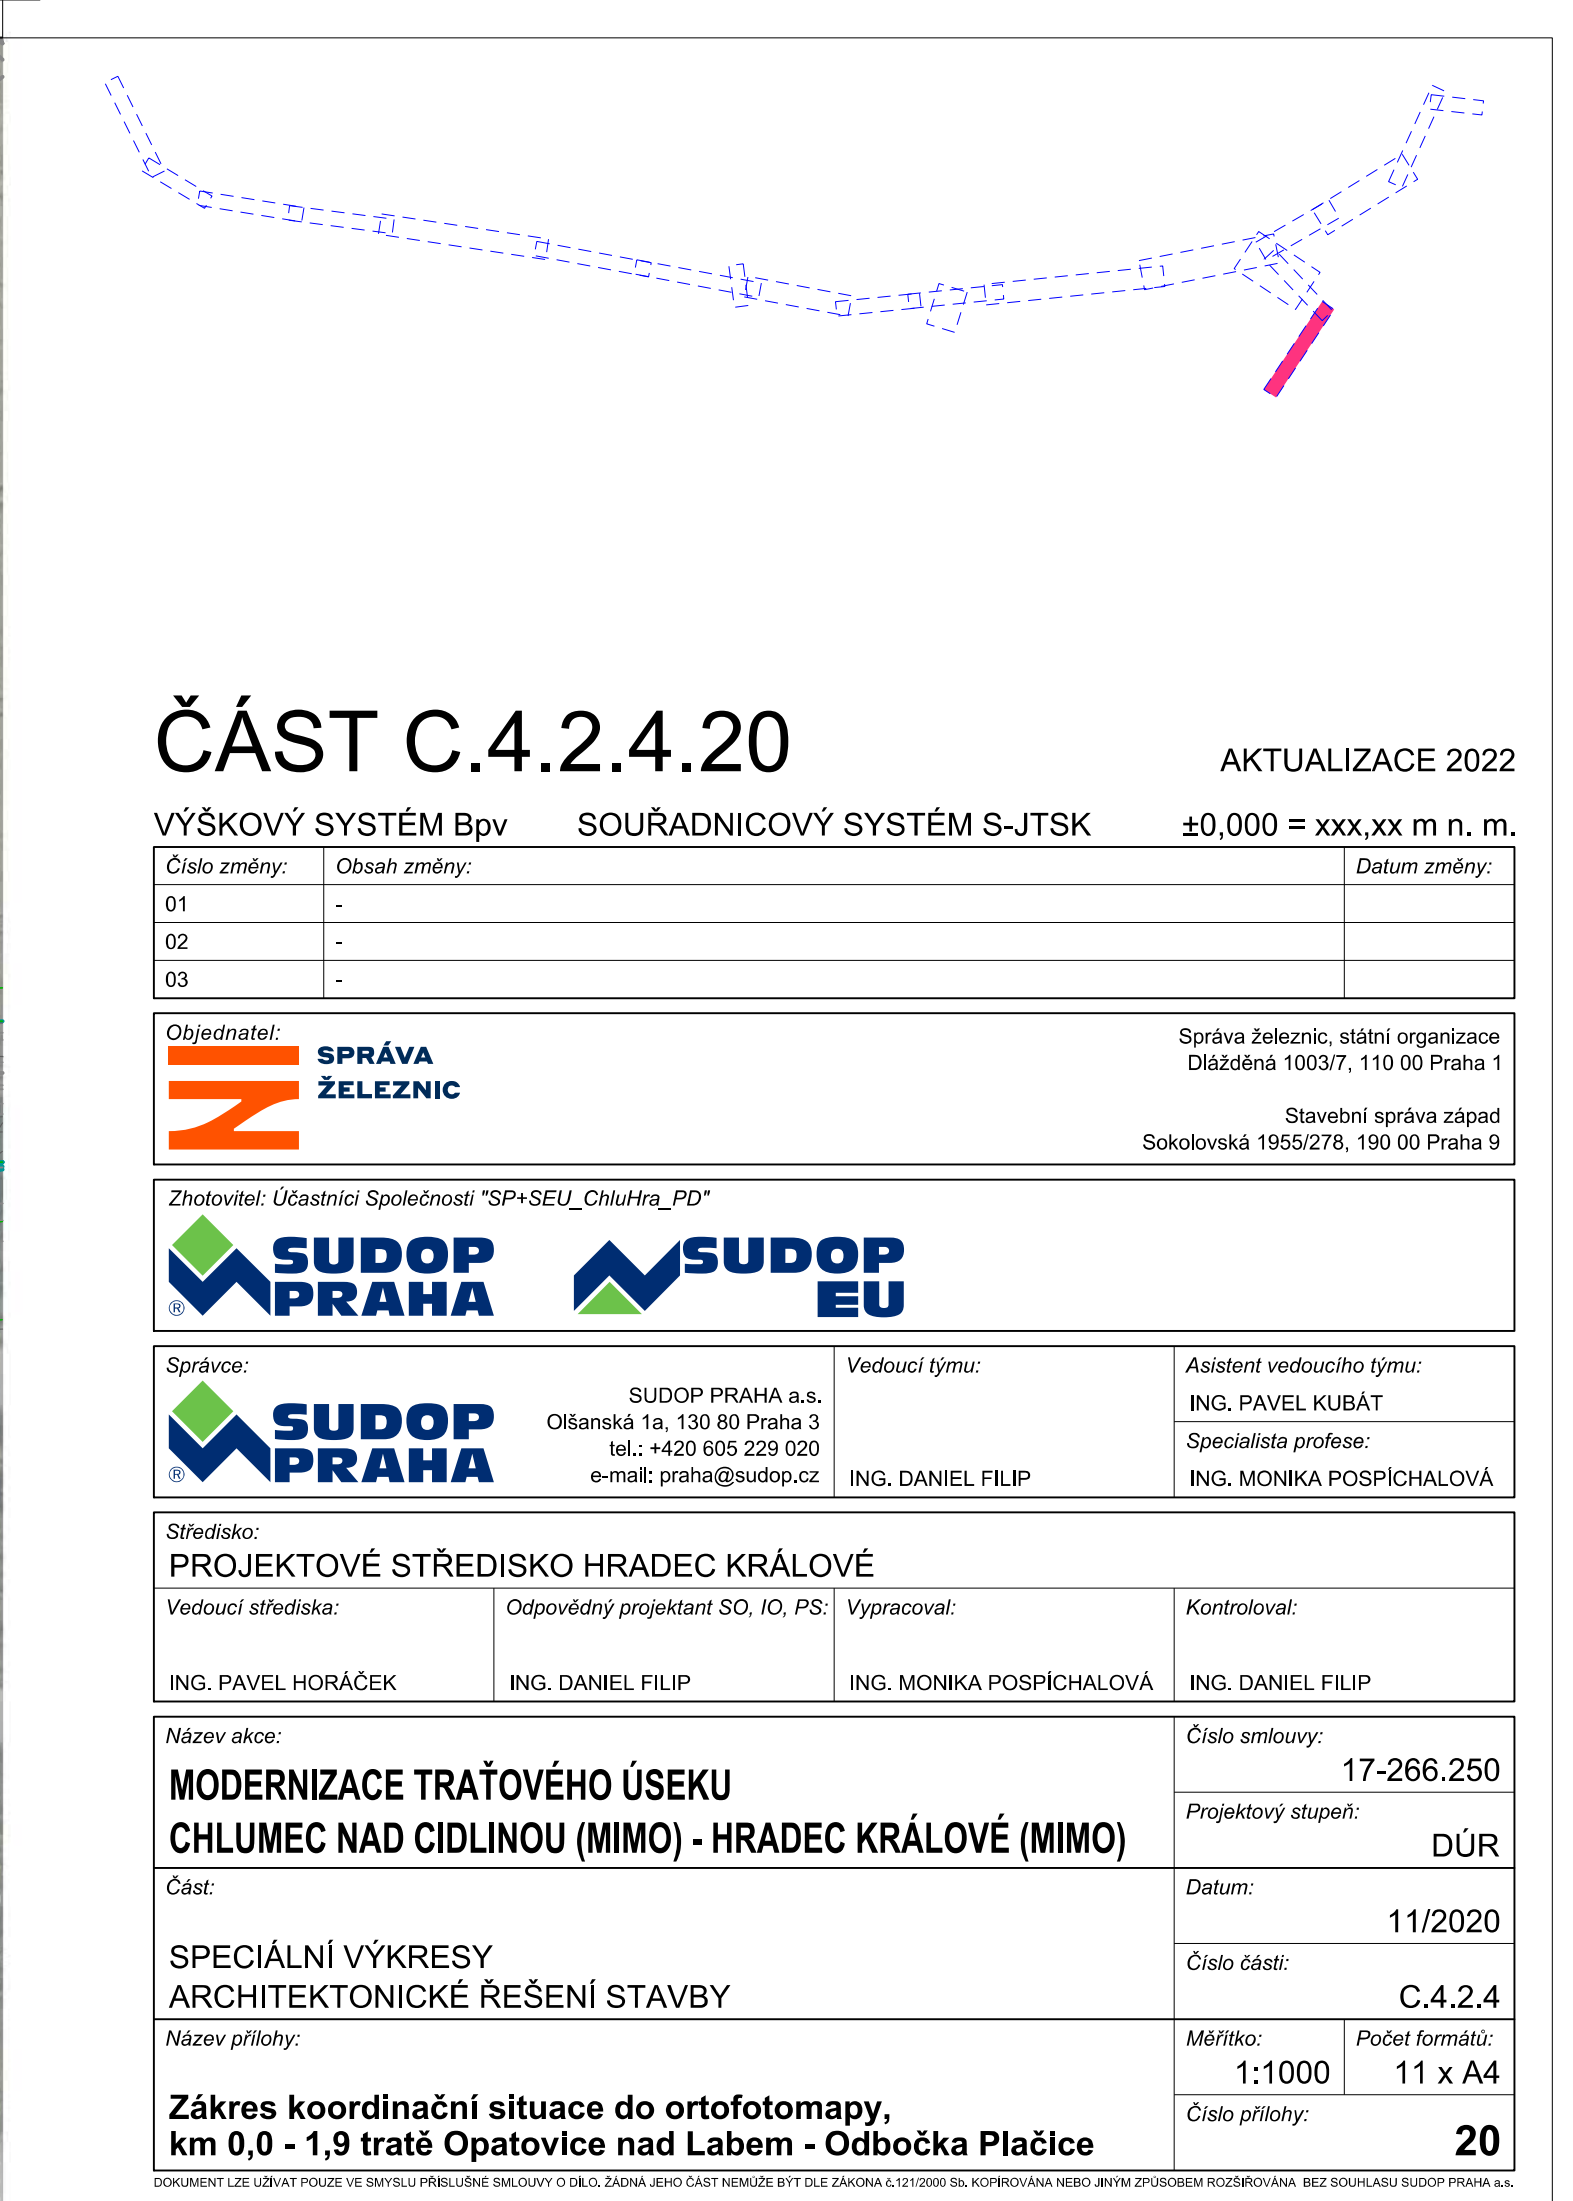 ČÁST C.4.2.4.20
AKTUALIZACE 2022
VÝŠKOVÝ SYSTÉM Bpv SOUŘADNICOVÝ SYSTÉM S-JTSK ±0,000 = xxx,xx m n. m.
Číslo změny: Obsah změny: Datum změny:
01 -
02 -
03 -
Objednatel:
SPRÁVA
ŽELEZNIC
Správa železnic, státní organizace
Dlážděná 1003/7, 110 00 Praha 1
Stavební správa západ
Sokolovská 1955/278, 190 00 Praha 9
Zhotovitel: Účastníci Společnosti "SP+SEU_ChluHra_PD"
SUDOP
PRAHA
®
SUDOP
EU
Správce:
SUDOP
PRAHA
®
SUDOP PRAHA a.s.
Olšanská 1a, 130 80 Praha 3
tel.: +420 605 229 020
e-mail: praha@sudop.cz
Vedoucí týmu:
ING. DANIEL FILIP
Asistent vedoucího týmu:
ING. PAVEL KUBÁT
Specialista profese:
ING. MONIKA POSPÍCHALOVÁ
Středisko:
PROJEKTOVÉ STŘEDISKO HRADEC KRÁLOVÉ
Vedoucí střediska: Odpovědný projektant SO, IO, PS: Vypracoval: Kontroloval:
ING. PAVEL HORÁČEK ING. DANIEL FILIP ING. MONIKA POSPÍCHALOVÁ ING. DANIEL FILIP
Název akce:
MODERNIZACE TRAŤOVÉHO ÚSEKU
CHLUMEC NAD CIDLINOU (MIMO) - HRADEC KRÁLOVÉ (MIMO)
Číslo smlouvy:
17-266.250
Projektový stupeň:
DÚR
Část:
SPECIÁLNÍ VÝKRESY
ARCHITEKTONICKÉ ŘEŠENÍ STAVBY
Datum:
11/2020
Číslo části:
C.4.2.4
Název přílohy:
Zákres koordinační situace do ortofotomapy,
km 0,0 - 1,9 tratě Opatovice nad Labem - Odbočka Plačice
Měřítko: Počet formátů:
1:1000 11 x A4
Číslo přílohy:
20
DOKUMENT LZE UŽÍVAT POUZE VE SMYSLU PŘÍSLUŠNÉ SMLOUVY O DÍLO. ŽÁDNÁ JEHO ČÁST NEMŮŽE BÝT DLE ZÁKONA č.121/2000 Sb. KOPÍROVÁNA NEBO JINÝM ZPŮSOBEM ROZŠIŘOVÁNA BEZ SOUHLASU SUDOP PRAHA a.s.